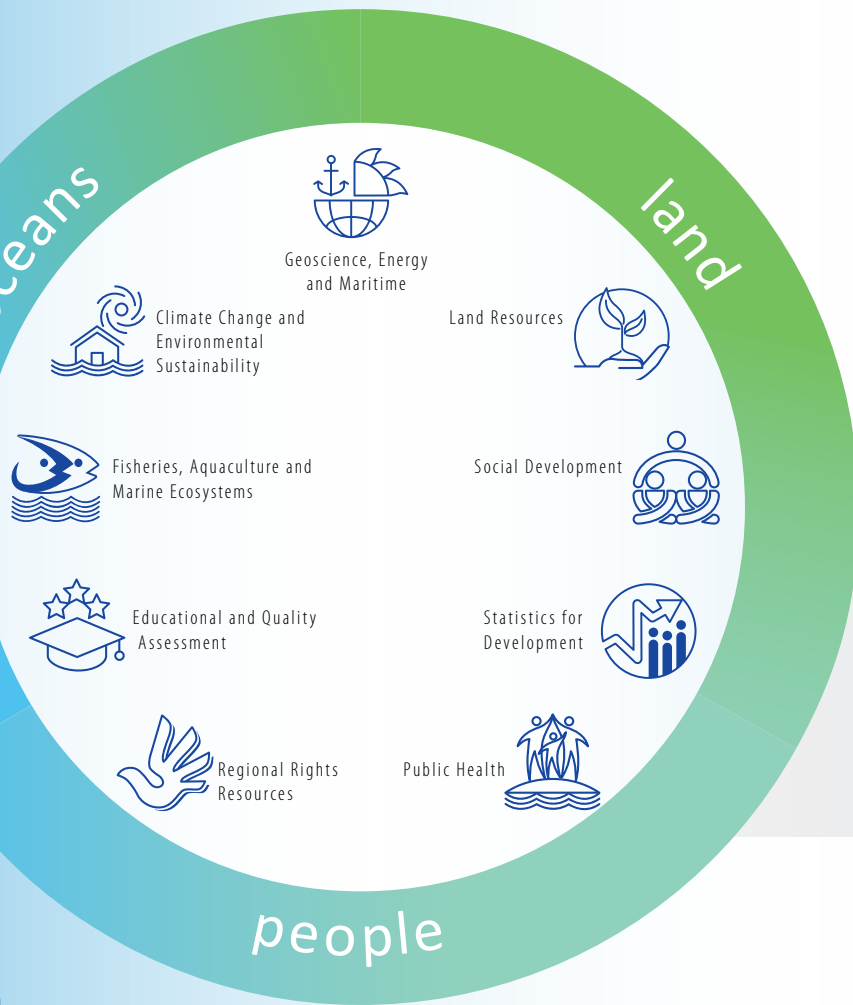 ceans
land
Geoscience, Energy
and Maritime
Climate Change and
Environmental
Sustainability
Land Resources
Fisheries, Aquaculture and
Marine Ecosystems
Social Development
Educational and Quality
Assessment
Statistics for
Development
Regional Rights
Resources
Public Health
people